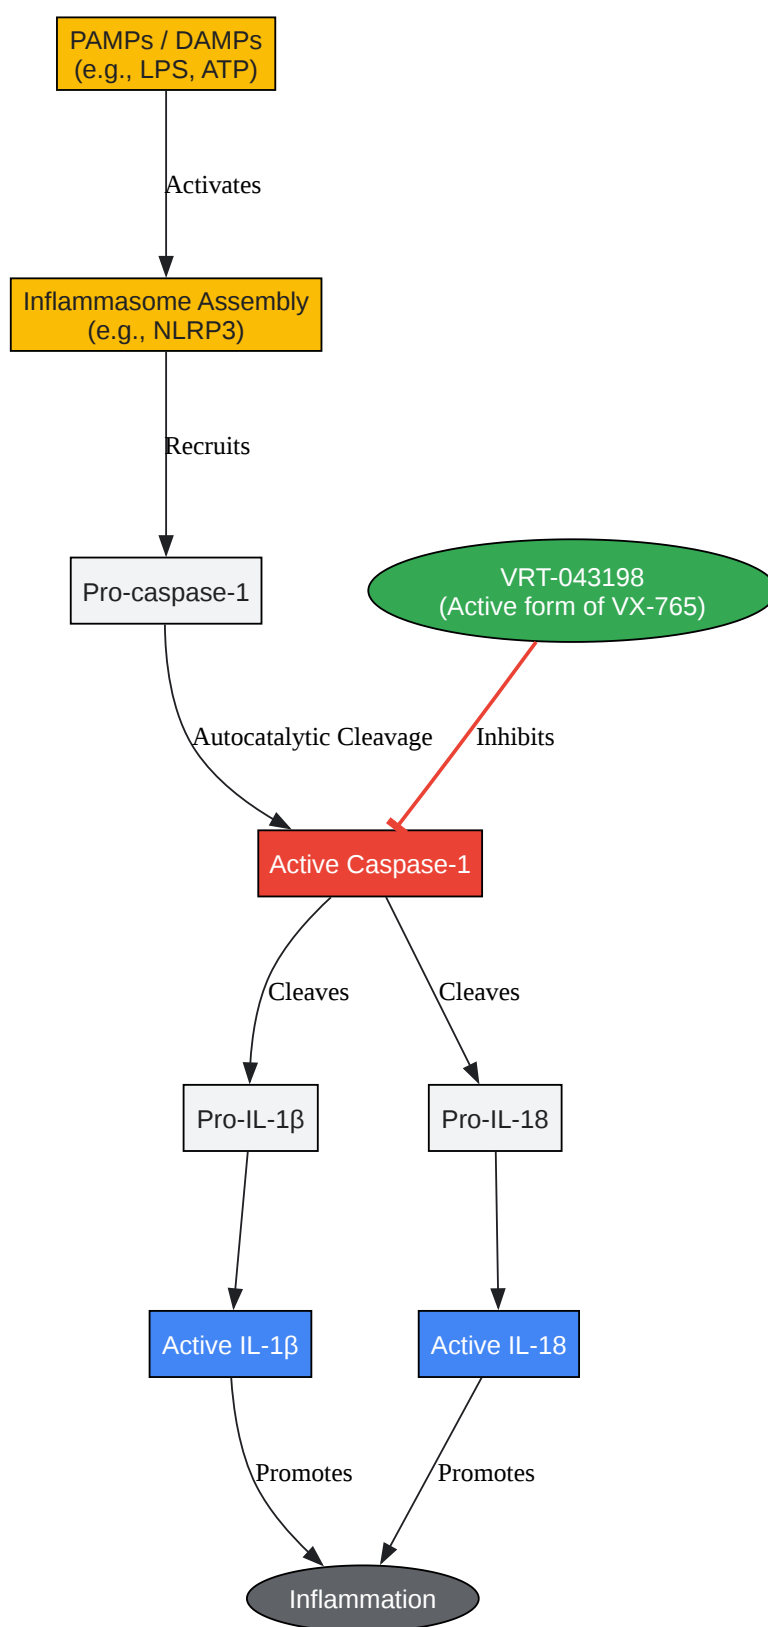 PAMPs / DAMPs
(e.g., LPS, ATP)
Activates
Inflammasome Assembly
(e.g., NLRP3)
Recruits
Pro-caspase-1
VRT-043198
(Active form of VX-765)
Autocatalytic Cleavage
Inhibits
Active Caspase-1
Cleaves
Cleaves
Pro-IL-1β
Pro-IL-18
Active IL-1β
Active IL-18
Promotes
Promotes
Inflammation